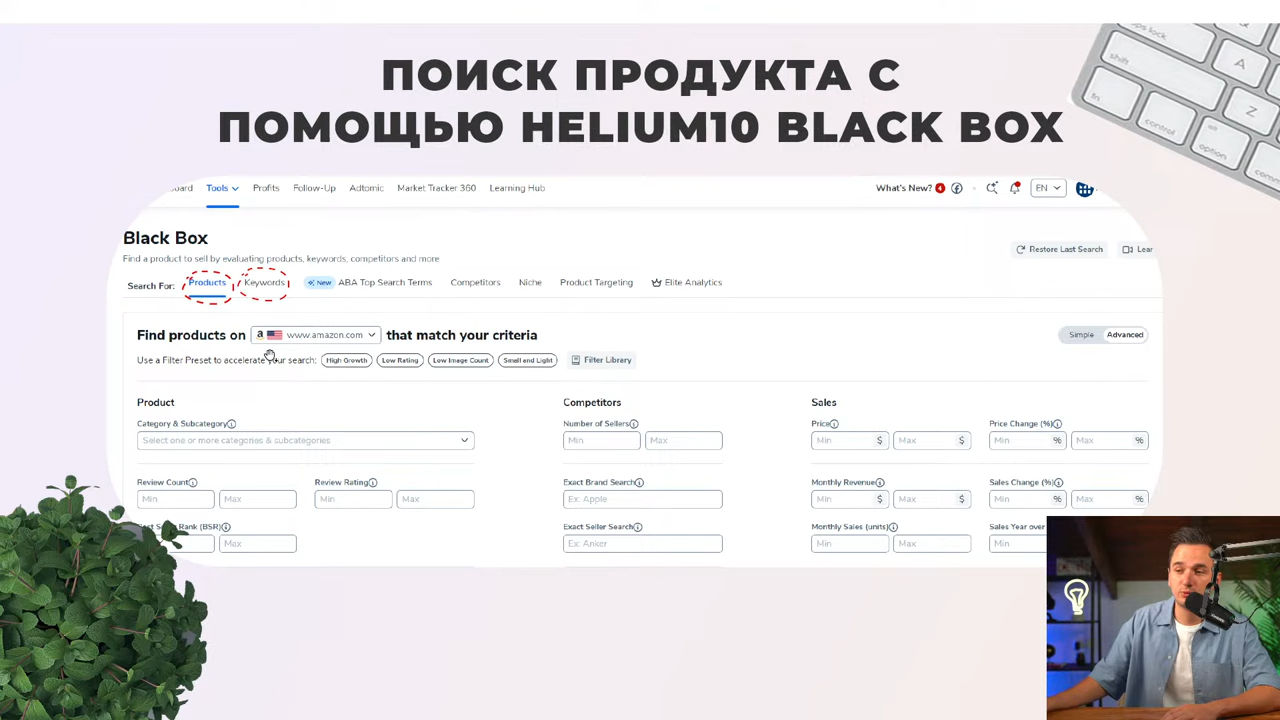 ПОИСК ПРОДУКТА С
ПОМОЩЬЮ HELIUM10 BLACK BOX
Tools Profits Follow-Up Adtomic Market Tracker 360 Learning Hub What's New? 4 EN
Black Box
Find a product to sell by evaluating products, keywords, competitors and more
Restore Last Search
Search For: Products Keywords New ABA Top Search Terms Competitors Niche Product Targeting Elite Analytics
Find products on www.amazon.com that match your criteria
Simple Advanced
Use a Filter Preset to accelerate your search: High Growth Low Rating Low Image Count Small and Light Filter Library
Product Competitors Sales
Category & Subcategory Number of Sellers Price Price Change (%)
Select one or more categories & subcategories Min Max Min $ Max $ Min % Max %
Review Count Review Rating Exact Brand Search Monthly Revenue Sales Change (%)
Min Max Min Max Ex: Apple Min $ Max $ Min % Max %
Rank (BSR) Exact Seller Search Monthly Sales (units) Sales Year over
Max Ex: Anker Min Max Min
caps lock
A
shift
Z
fn
control
alt
option